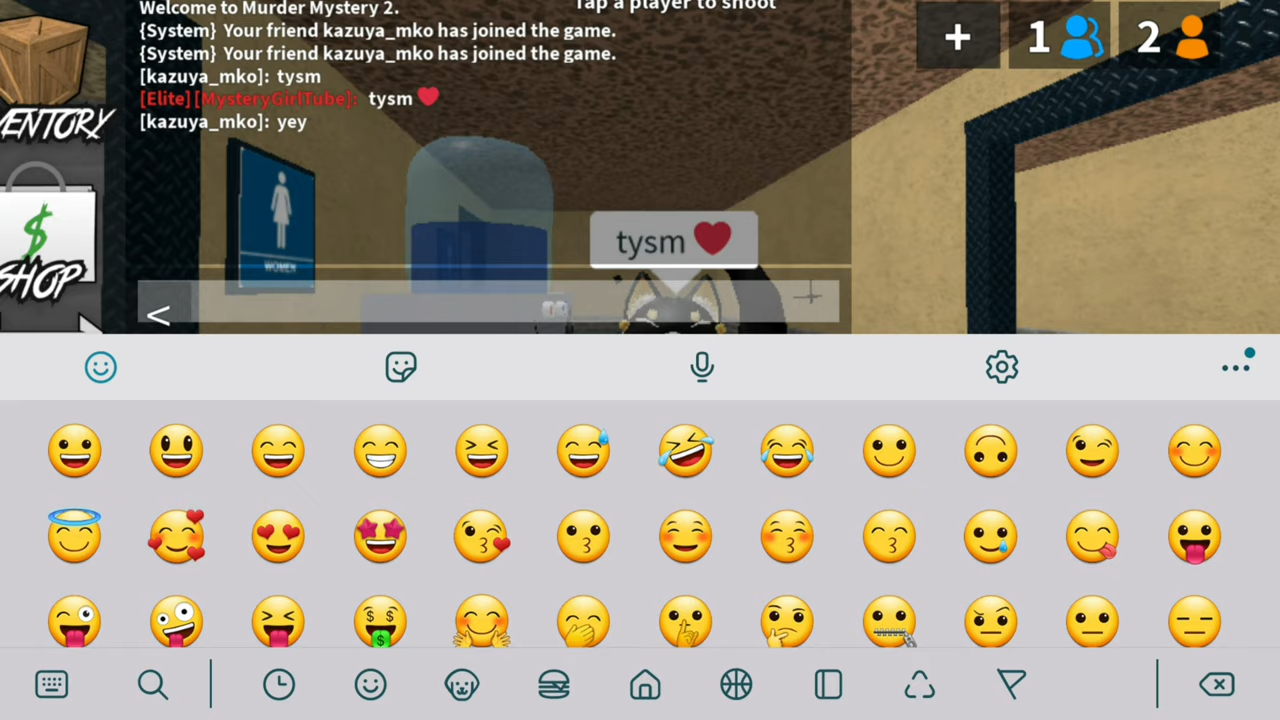 Welcome to Murder Mystery 2.
Tap a player to shoot
{System} Your friend kazuya_mko has joined the game.
{System} Your friend kazuya_mko has joined the game.
[kazuya_mko]: tysm
[Elite][MysteryGirlTube]: tysm ❤️
[kazuya_mko]: yey
+
1
2
VENTORY
WOMEN
tysm ❤️
$
SHOP
<